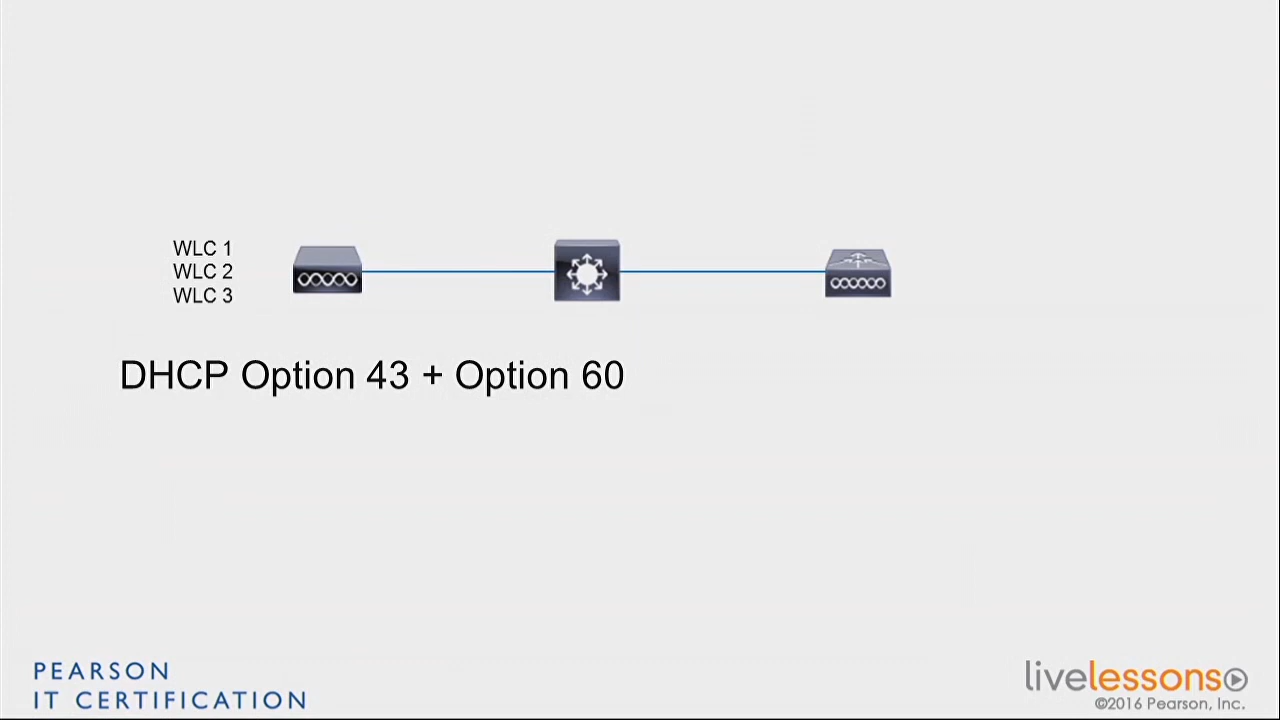 WLC 1
WLC 2
WLC 3
DHCP Option 43 + Option 60
PEARSON
IT CERTIFICATION
livelessons
©2016 Pearson, Inc.